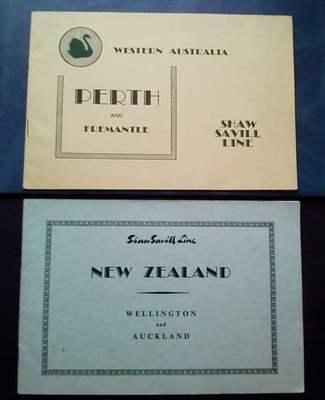 WESTERN AUSTRALIA
PERTH
AND
FREMANTLE
SHAW
SAVILL
LINE
Shaw Savill Line
NEW ZEALAND
WELLINGTON
and
AUCKLAND